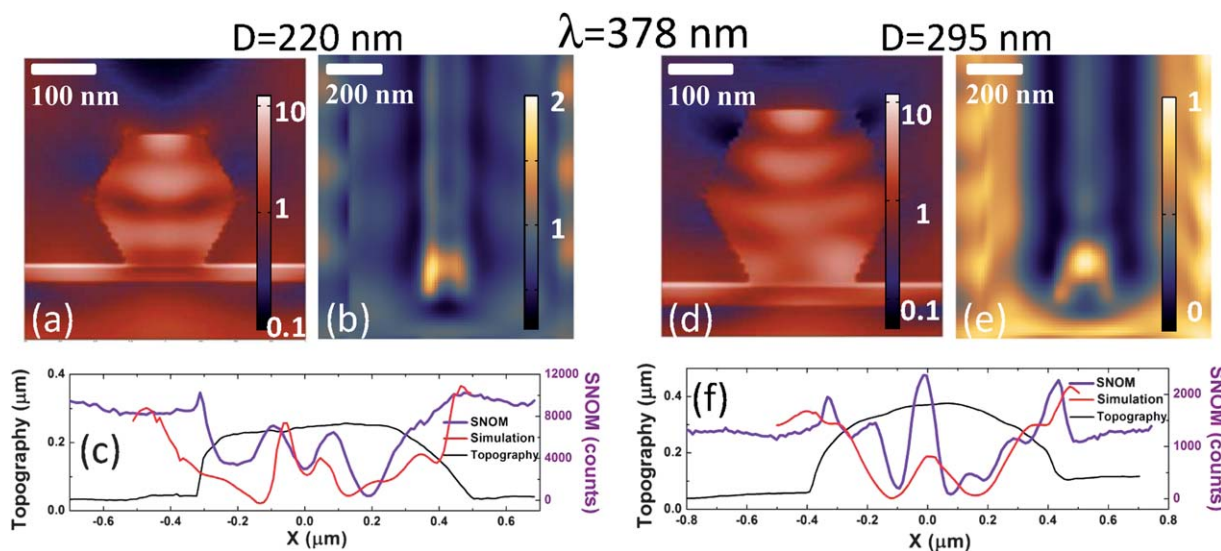 D=220 nm
λ=378 nm
D=295 nm
100 nm
10
1
0.1
(a)
200 nm
2
1
(b)
100 nm
10
1
0.1
(d)
200 nm
1
0
(e)
Topography (µm)
0.4
0.2
0.0
(c)
SNOM
Simulation
Topography
12000
8000
4000
0
SNOM (counts)
-0.6 -0.4 -0.2 0.0 0.2 0.4 0.6
X (µm)
Topography (µm)
0.4
0.2
0.0
(f)
SNOM
Simulation
Topography
2000
1000
0
SNOM (counts)
-0.8 -0.6 -0.4 -0.2 0.0 0.2 0.4 0.6 0.8
X (µm)